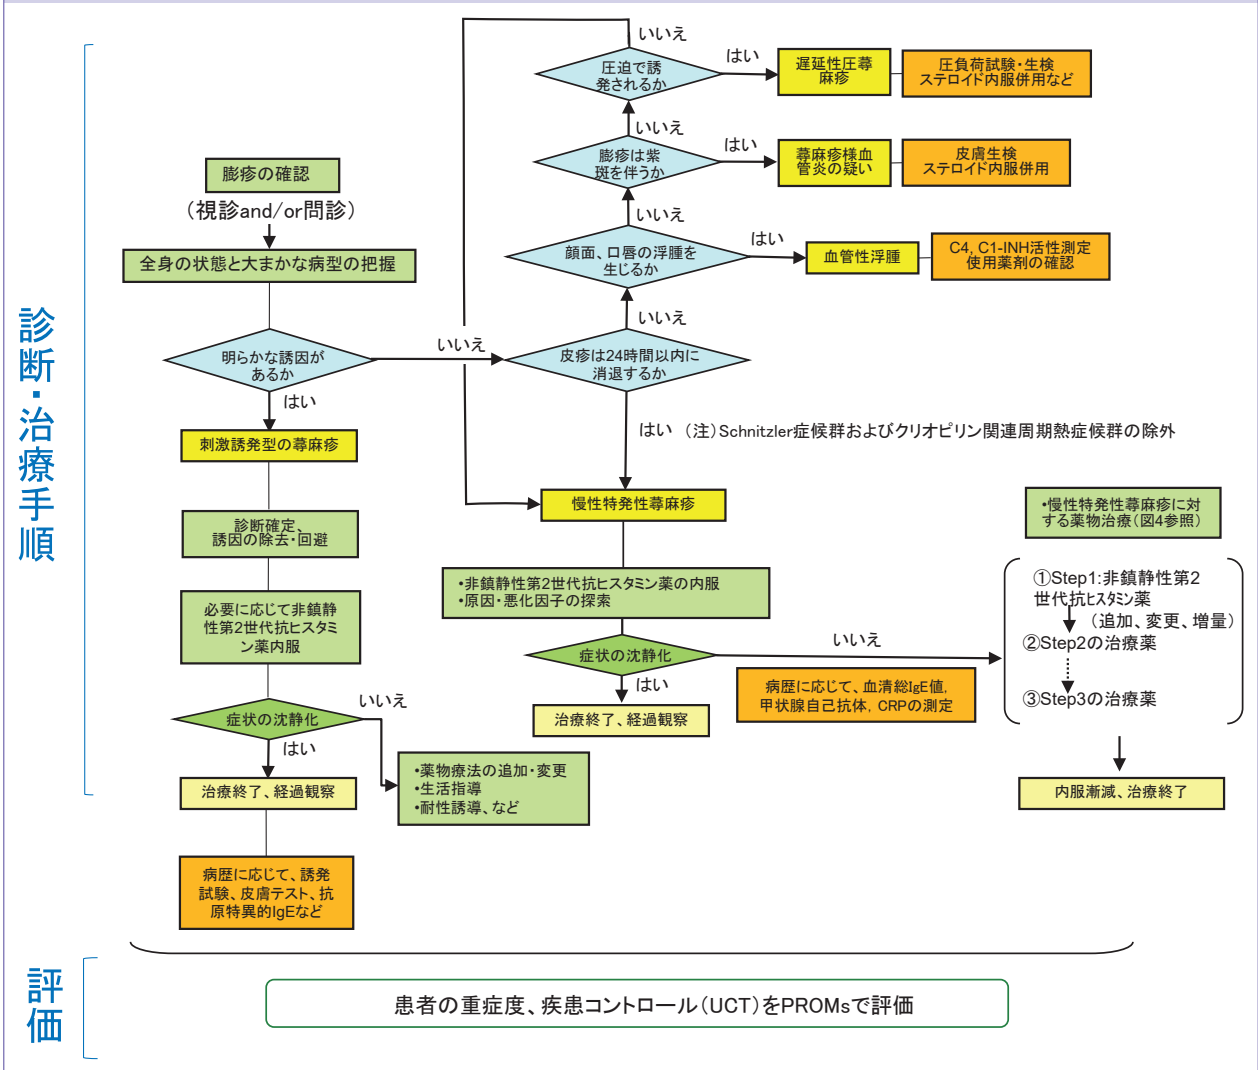 診断・治療手順
膨疹の確認
（視診and/or問診）
全身の状態と大まかな病型の把握
明らかな誘因が
あるか
はい
いいえ
刺激誘発型の蕁麻疹
診断確定、
誘因の除去・回避
必要に応じて非鎮静
性第2世代抗ヒスタミ
ン薬内服
症状の沈静化
いいえ
はい
治療終了、経過観察
•薬物療法の追加・変更
•生活指導
•耐性誘導、など
病歴に応じて、誘発
試験、皮膚テスト、抗
原特異的IgEなど
いいえ
圧迫で誘
発されるか
はい
遅延性圧蕁
麻疹
圧負荷試験・生検
ステロイド内服併用など
いいえ
膨疹は紫
斑を伴うか
はい
蕁麻疹様血
管炎の疑い
皮膚生検
ステロイド内服併用
いいえ
顔面、口唇の浮腫を
生じるか
はい
血管性浮腫
C4, C1-INH活性測定
使用薬剤の確認
いいえ
皮疹は24時間以内に
消退するか
はい （注）Schnitzler症候群およびクリオピリン関連周期熱症候群の除外
慢性特発性蕁麻疹
•非鎮静性第2世代抗ヒスタミン薬の内服
•原因・悪化因子の探索
症状の沈静化
いいえ
はい
治療終了、経過観察
病歴に応じて、血清総IgE値,
甲状腺自己抗体, CRPの測定
•慢性特発性蕁麻疹に対
する薬物治療（図4参照）
①Step1:非鎮静性第2
世代抗ヒスタミン薬
（追加、変更、増量）
②Step2の治療薬
③Step3の治療薬
内服漸減、治療終了
評価
患者の重症度、疾患コントロール（UCT）をPROMsで評価